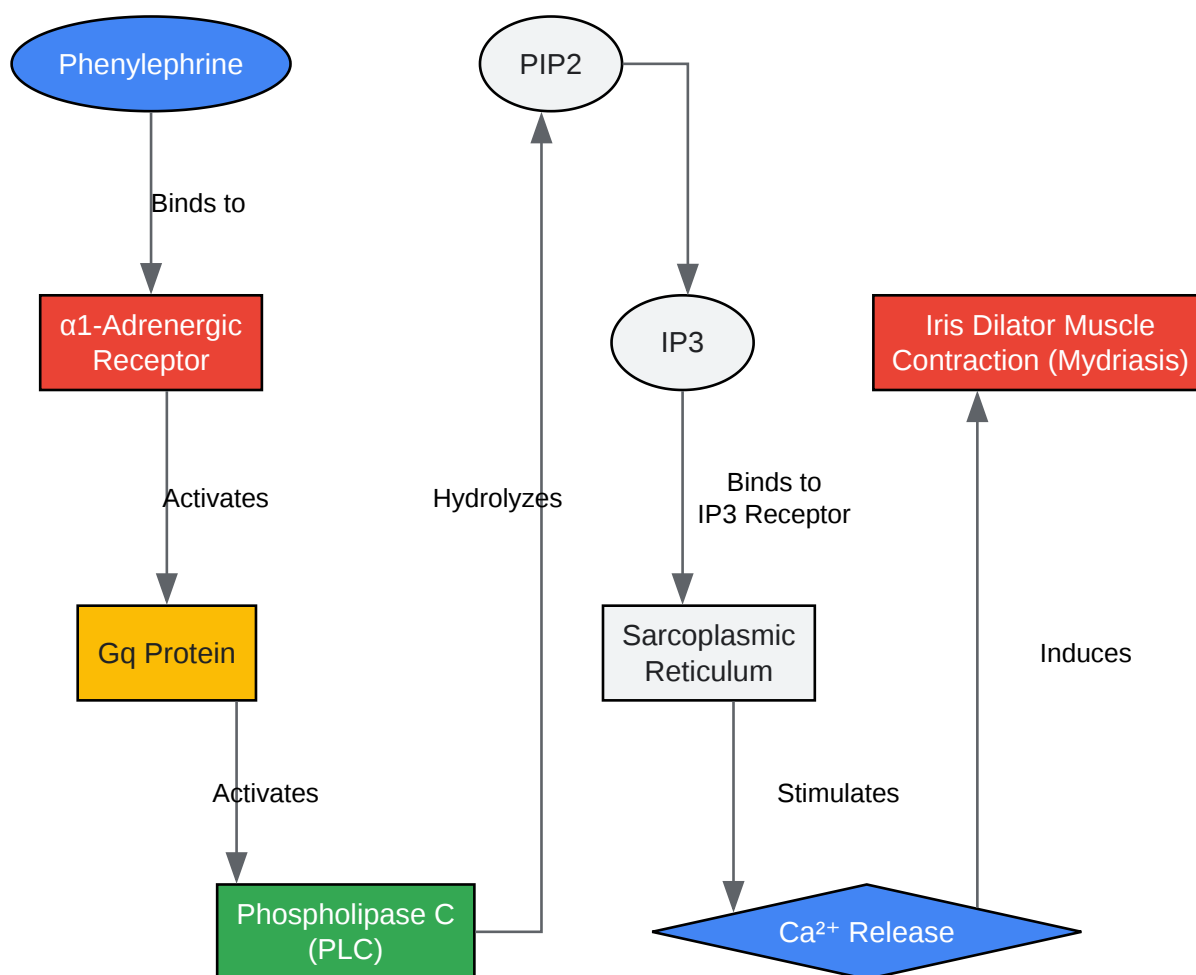 Phenylephrine
Binds to
α1-Adrenergic
Receptor
Activates
Gq Protein
Activates
Phospholipase C
(PLC)
Hydrolyzes
PIP2
IP3
Binds to
IP3 Receptor
Sarcoplasmic
Reticulum
Stimulates
Ca²⁺ Release
Induces
Iris Dilator Muscle
Contraction (Mydriasis)